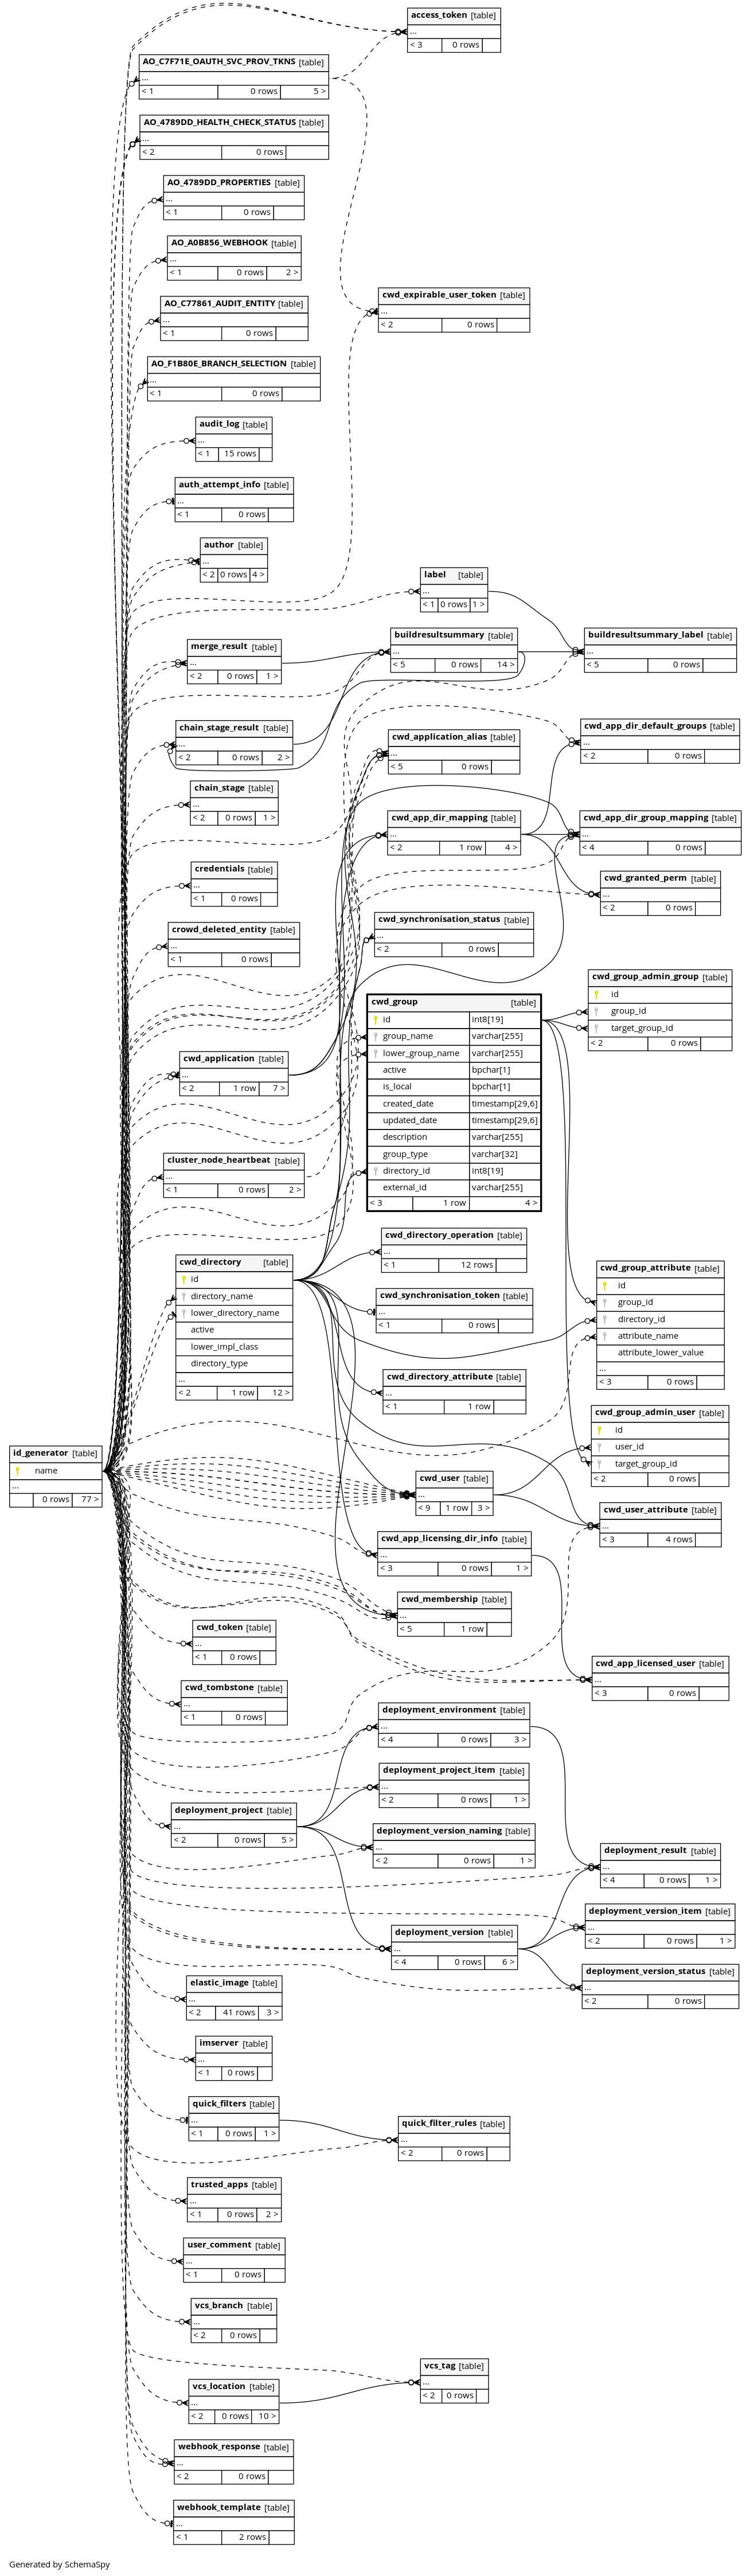 access_token [table]
...
< 3 0 rows
AO_C7F71E_OAUTH_SVC_PROV_TKNS [table]
...
< 1 0 rows 5 >
AO_4789DD_HEALTH_CHECK_STATUS [table]
...
< 2 0 rows
AO_4789DD_PROPERTIES [table]
...
< 1 0 rows
AO_A0B856_WEBHOOK [table]
...
< 1 0 rows 2 >
cwd_expirable_user_token [table]
...
< 2 0 rows
AO_C77861_AUDIT_ENTITY [table]
...
< 1 0 rows
AO_F1B80E_BRANCH_SELECTION [table]
...
< 1 0 rows
audit_log [table]
...
< 1 15 rows
auth_attempt_info [table]
...
< 1 0 rows
author [table]
...
< 2 0 rows 4 >
label [table]
...
< 1 0 rows 1 >
merge_result [table]
...
< 2 0 rows 1 >
buildresultsummary [table]
...
< 5 0 rows 14 >
buildresultsummary_label [table]
...
< 5 0 rows
chain_stage_result [table]
...
< 2 0 rows 2 >
cwd_application_alias [table]
...
< 5 0 rows
cwd_app_dir_default_groups [table]
...
< 2 0 rows
chain_stage [table]
...
< 2 0 rows 1 >
cwd_app_dir_mapping [table]
...
< 2 1 row 4 >
cwd_app_dir_group_mapping [table]
...
< 4 0 rows
credentials [table]
...
< 1 0 rows
cwd_granted_perm [table]
...
< 2 0 rows
crowd_deleted_entity [table]
...
< 1 0 rows
cwd_synchronisation_status [table]
...
< 2 0 rows
cwd_group [table]
id int8[19]
group_name varchar[255]
lower_group_name varchar[255]
active bpchar[1]
is_local bpchar[1]
created_date timestamp[29,6]
updated_date timestamp[29,6]
description varchar[255]
group_type varchar[32]
directory_id int8[19]
external_id varchar[255]
< 3 1 row 4 >
cwd_group_admin_group [table]
id
group_id
target_group_id
< 2 0 rows
cwd_application [table]
...
< 2 1 row 7 >
cluster_node_heartbeat [table]
...
< 1 0 rows 2 >
cwd_directory [table]
id
directory_name
lower_directory_name
active
lower_impl_class
directory_type
...
< 2 1 row 12 >
cwd_directory_operation [table]
...
< 1 12 rows
cwd_synchronisation_token [table]
...
< 1 0 rows
cwd_directory_attribute [table]
...
< 1 1 row
cwd_group_attribute [table]
id
group_id
directory_id
attribute_name
attribute_lower_value
...
< 3 0 rows
cwd_group_admin_user [table]
id
user_id
target_group_id
< 2 0 rows
id_generator [table]
name
...
0 rows 77 >
cwd_user [table]
...
< 9 1 row 3 >
cwd_user_attribute [table]
...
< 3 4 rows
cwd_app_licensing_dir_info [table]
...
< 3 0 rows 1 >
cwd_membership [table]
...
< 5 1 row
cwd_token [table]
...
< 1 0 rows
cwd_app_licensed_user [table]
...
< 3 0 rows
cwd_tombstone [table]
...
< 1 0 rows
deployment_environment [table]
...
< 4 0 rows 3 >
deployment_project_item [table]
...
< 2 0 rows 1 >
deployment_project [table]
...
< 2 0 rows 5 >
deployment_version_naming [table]
...
< 2 0 rows 1 >
deployment_result [table]
...
< 4 0 rows 1 >
deployment_version_item [table]
...
< 2 0 rows 1 >
deployment_version [table]
...
< 4 0 rows 6 >
deployment_version_status [table]
...
< 2 0 rows
elastic_image [table]
...
< 2 41 rows 3 >
imserver [table]
...
< 1 0 rows
quick_filters [table]
...
< 1 0 rows 1 >
quick_filter_rules [table]
...
< 2 0 rows
trusted_apps [table]
...
< 1 0 rows 2 >
user_comment [table]
...
< 1 0 rows
vcs_branch [table]
...
< 2 0 rows
vcs_tag [table]
...
< 2 0 rows
vcs_location [table]
...
< 2 0 rows 10 >
webhook_response [table]
...
< 2 0 rows
webhook_template [table]
...
< 1 2 rows
Generated by SchemaSpy